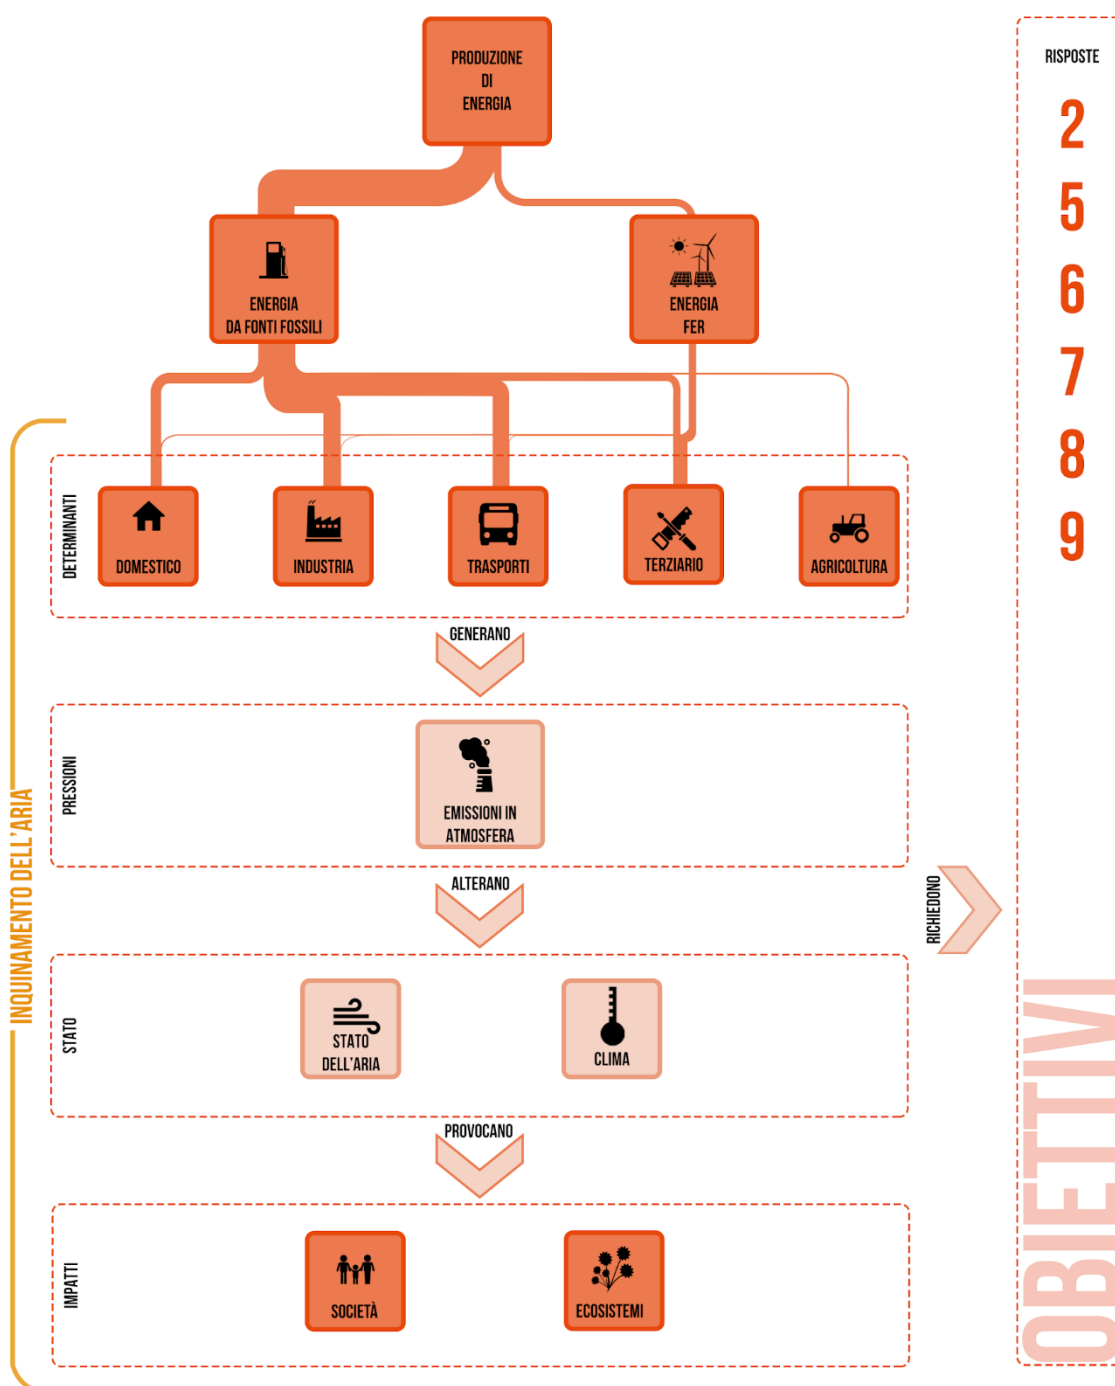 PRODUZIONE
DI
ENERGIA
RISPOSTE
2
5
6
7
8
9
ENERGIA
DA FONTI FOSSILI
ENERGIA
FER
INQUINAMENTO DELL'ARIA
DETERMINANTI
DOMESTICO
INDUSTRIA
TRASPORTI
TERZIARIO
AGRICOLTURA
GENERANO
PRESSIONI
EMISSIONI IN
ATMOSFERA
ALTERANO
RICHIEDONO
STATO
STATO
DELL'ARIA
CLIMA
PROVOCANO
IMPATTI
SOCIETÀ
ECOSISTEMI
OBIETTIVI